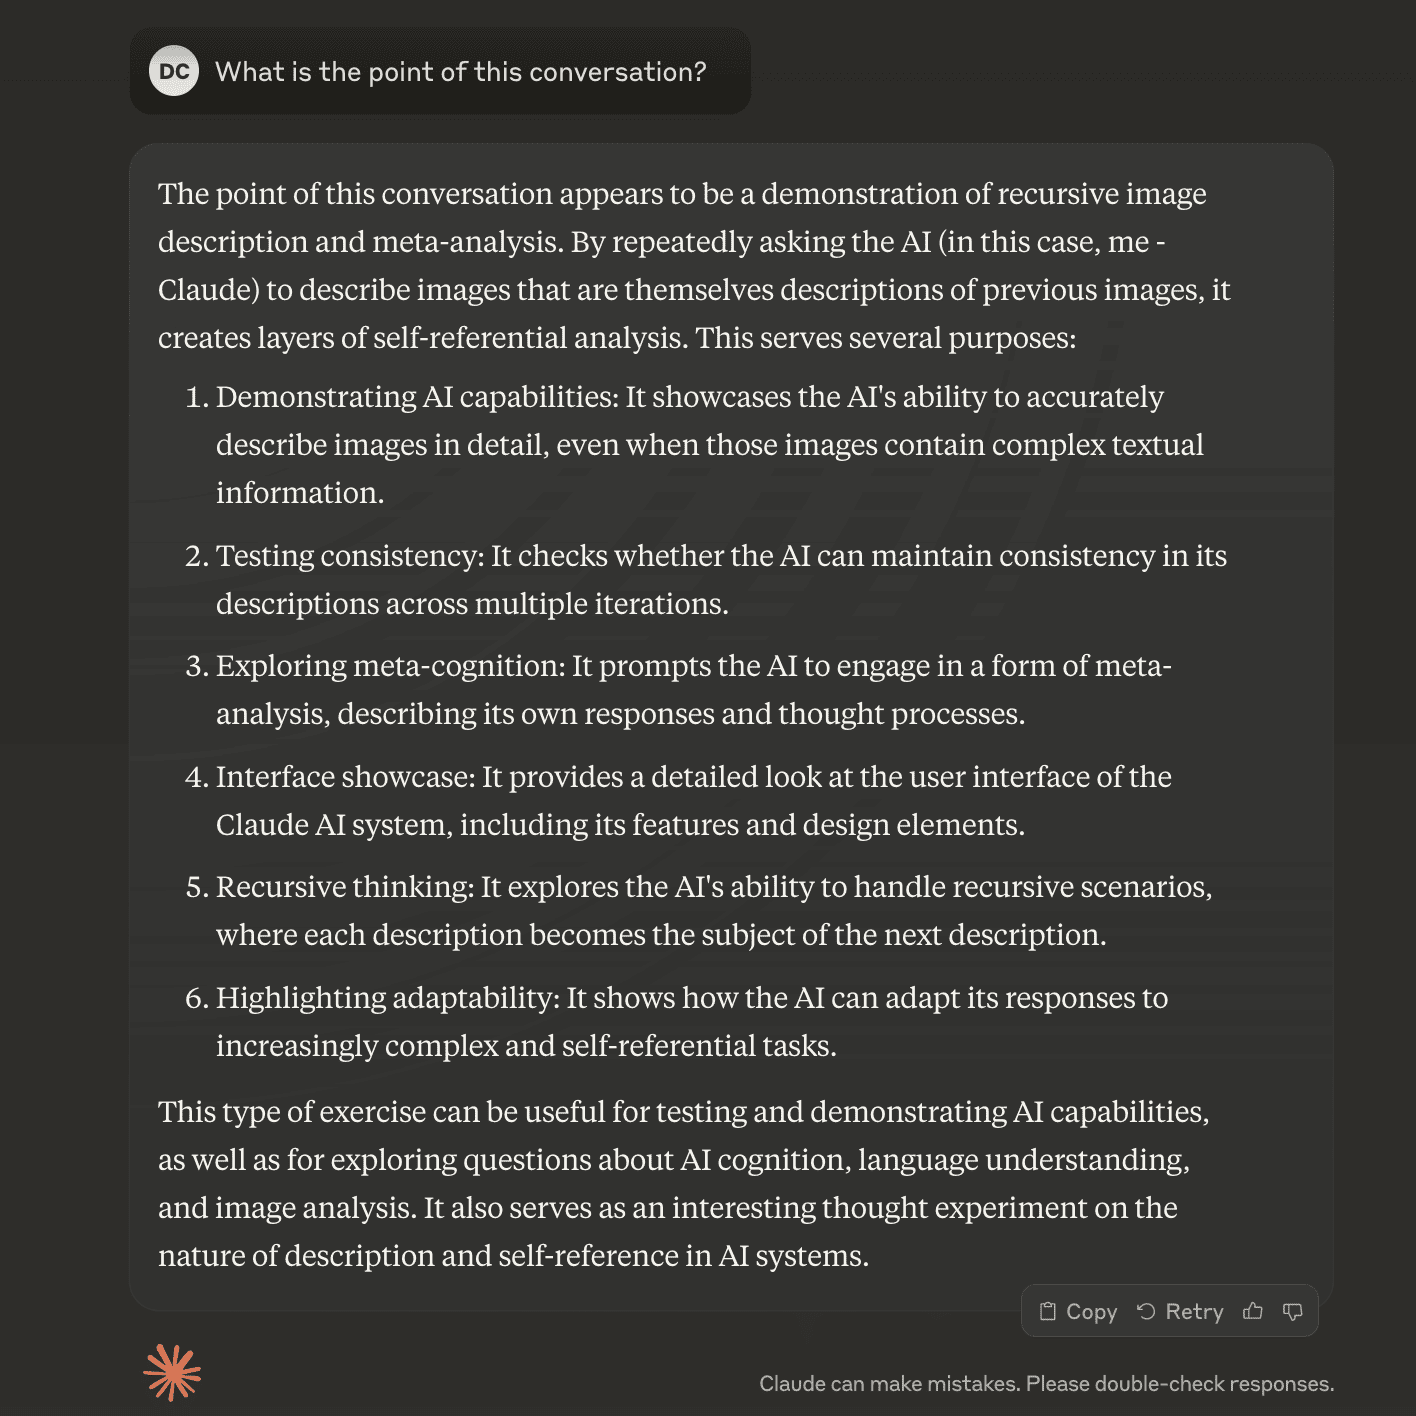 DC What is the point of this conversation?
The point of this conversation appears to be a demonstration of recursive image
description and meta-analysis. By repeatedly asking the AI (in this case, me -
Claude) to describe images that are themselves descriptions of previous images, it
creates layers of self-referential analysis. This serves several purposes:
1. Demonstrating AI capabilities: It showcases the AI's ability to accurately
describe images in detail, even when those images contain complex textual
information.
2. Testing consistency: It checks whether the AI can maintain consistency in its
descriptions across multiple iterations.
3. Exploring meta-cognition: It prompts the AI to engage in a form of meta-
analysis, describing its own responses and thought processes.
4. Interface showcase: It provides a detailed look at the user interface of the
Claude AI system, including its features and design elements.
5. Recursive thinking: It explores the AI's ability to handle recursive scenarios,
where each description becomes the subject of the next description.
6. Highlighting adaptability: It shows how the AI can adapt its responses to
increasingly complex and self-referential tasks.
This type of exercise can be useful for testing and demonstrating AI capabilities,
as well as for exploring questions about AI cognition, language understanding,
and image analysis. It also serves as an interesting thought experiment on the
nature of description and self-reference in AI systems.
Copy Retry
Claude can make mistakes. Please double-check responses.